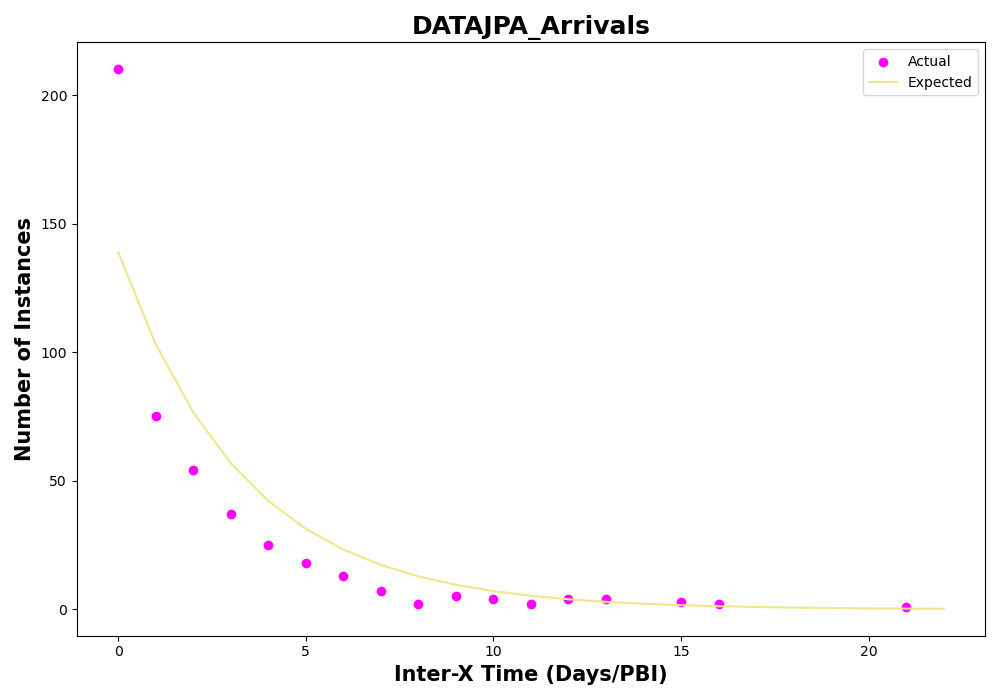 DATAJPA_Arrivals
Actual
Expected
Number of Instances
200
150
100
50
0
0 5 10 15 20
Inter-X Time (Days/PBI)